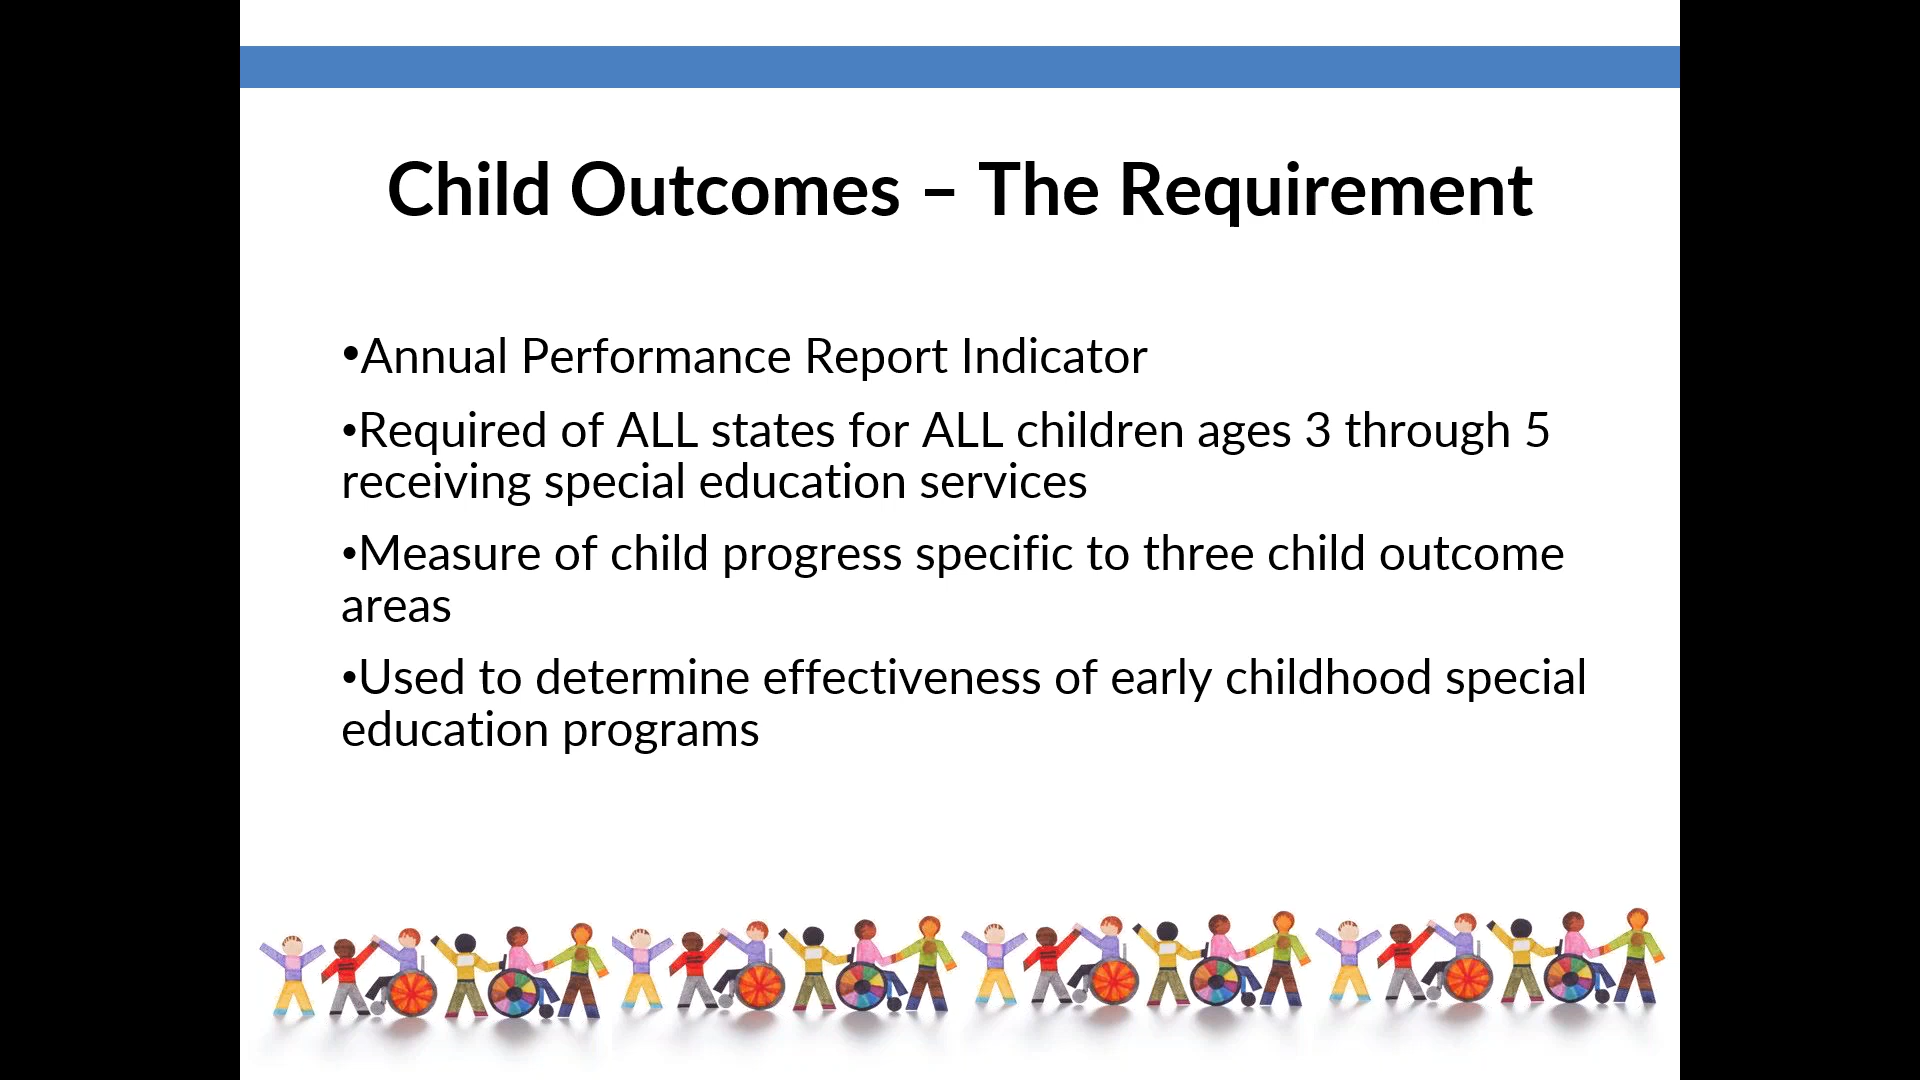 Child Outcomes – The Requirement
•Annual Performance Report Indicator
•Required of ALL states for ALL children ages 3 through 5
receiving special education services
•Measure of child progress specific to three child outcome
areas
•Used to determine effectiveness of early childhood special
education programs